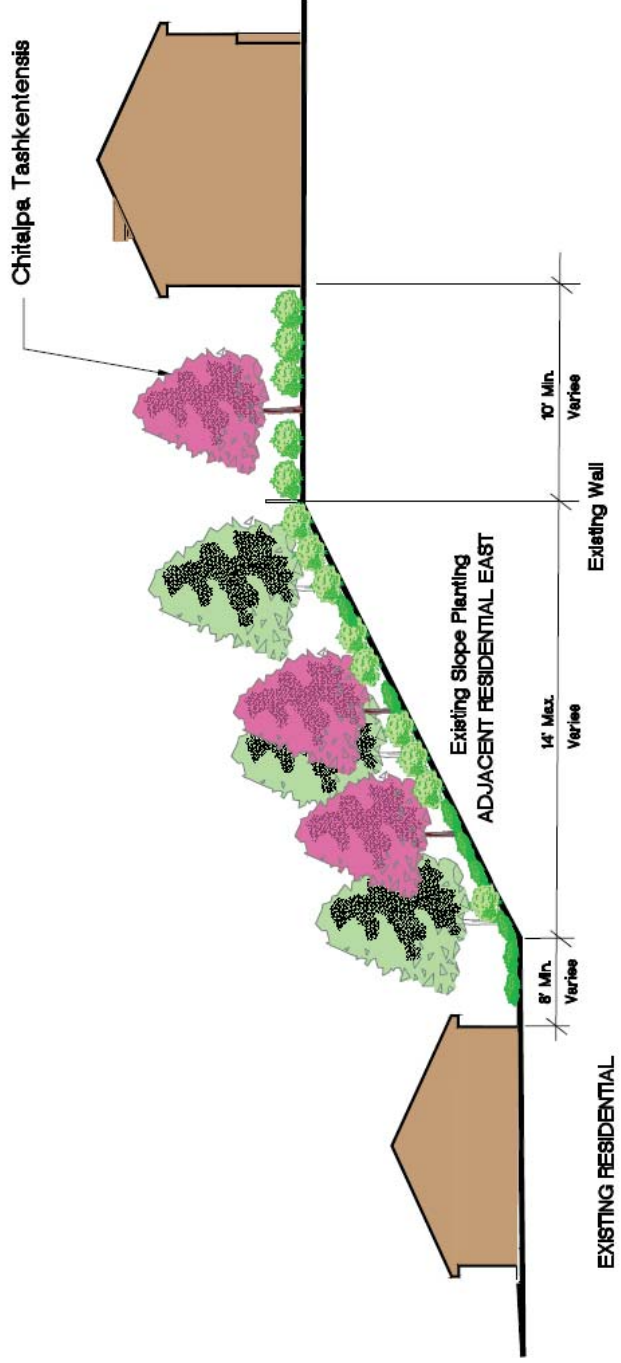 Chitalpa Tashkentensis
10' Min.
Varies
Existing Wall
Existing Slope Planting
ADJACENT RESIDENTIAL EAST
14' Max.
Varies
8' Min.
Varies
EXISTING RESIDENTIAL